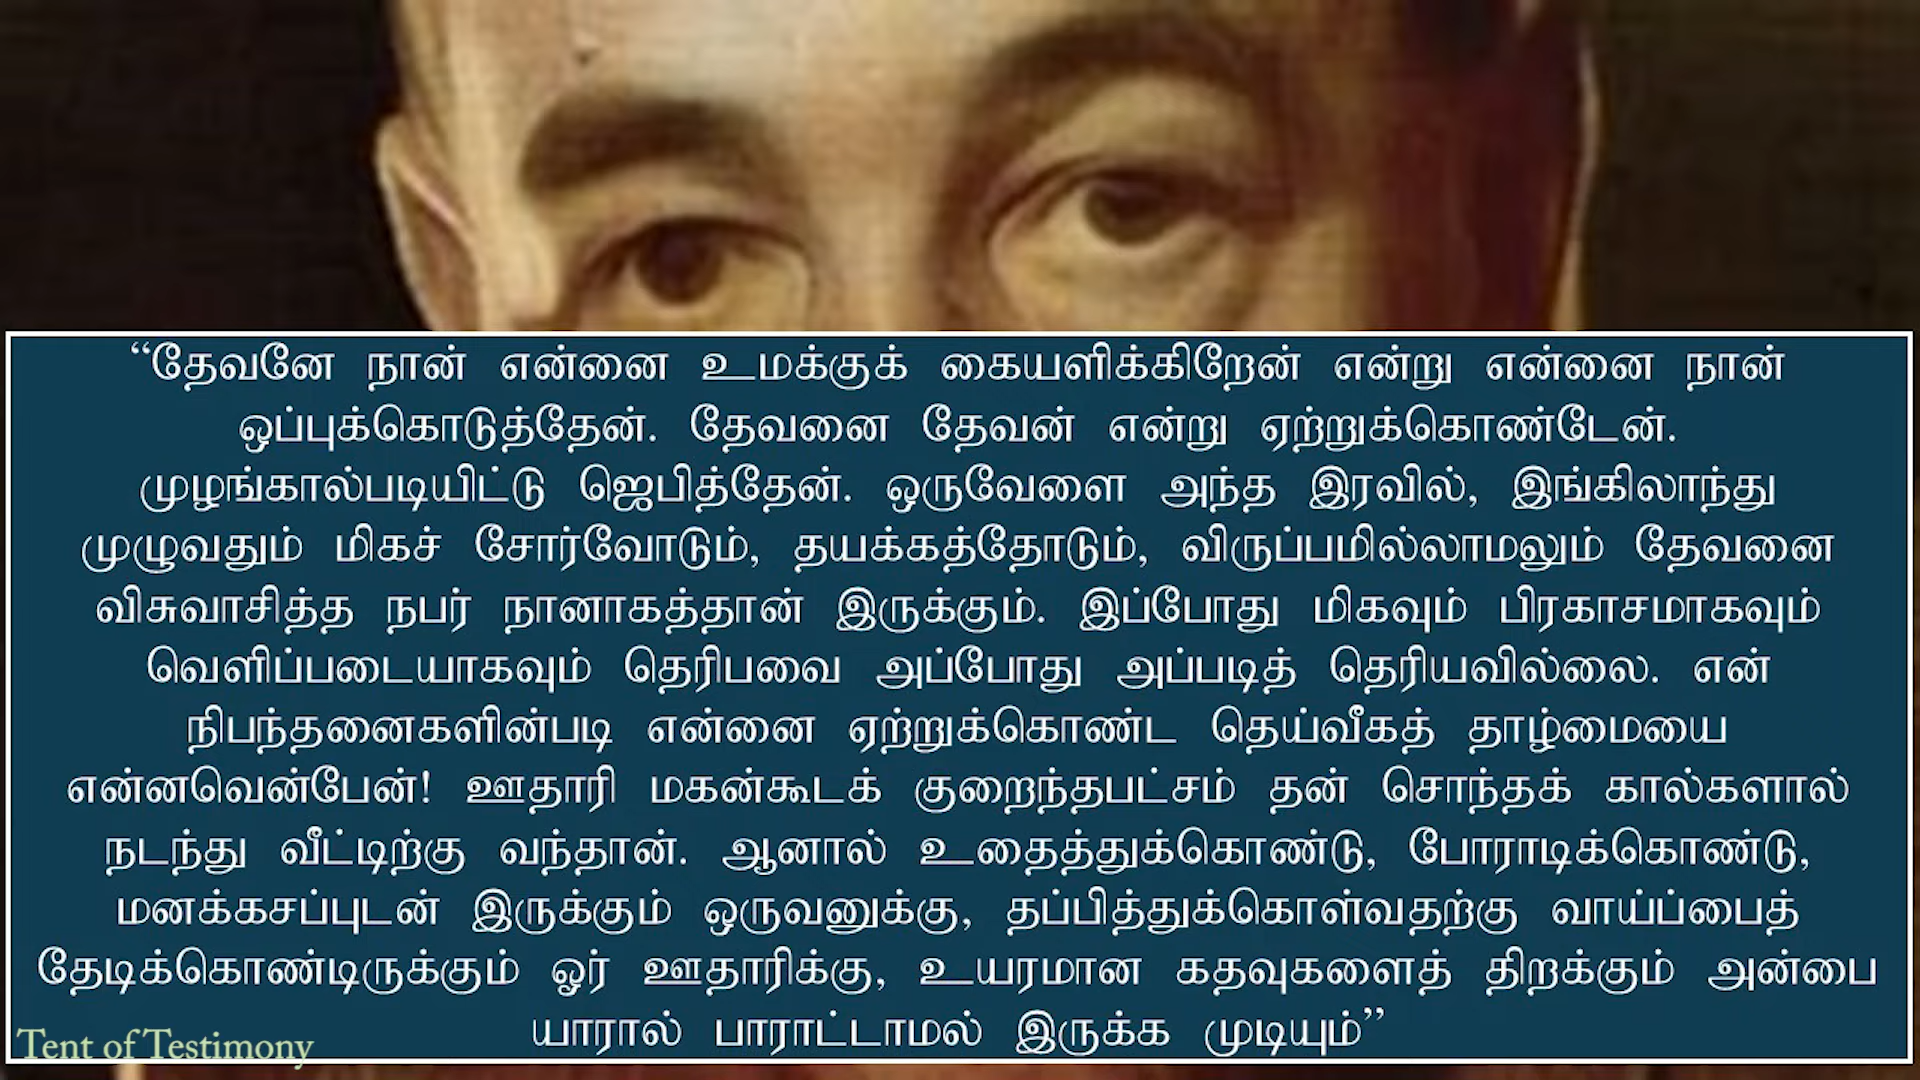 “தேவனே நான் என்னை உமக்குக் கையளிக்கிறேன் என்று என்னை நான்
ஒப்புக்கொடுத்தேன். தேவனை தேவன் என்று ஏற்றுக்கொண்டேன்.
முழங்கால்படியிட்டு ஜெபித்தேன். ஒருவேளை அந்த இரவில், இங்கிலாந்து
முழுவதும் மிகச் சோர்வோடும், தயக்கத்தோடும், விருப்பமில்லாமலும் தேவனை
விசுவாசித்த நபர் நானாகத்தான் இருக்கும். இப்போது மிகவும் பிரகாசமாகவும்
வெளிப்படையாகவும் தெரிபவை அப்போது அப்படித் தெரியவில்லை. என்
நிபந்தனைகளின்படி என்னை ஏற்றுக்கொண்ட தெய்வீகத் தாழ்மையை
என்னவென்பேன்! ஊதாரி மகன்கூடக் குறைந்தபட்சம் தன் சொந்தக் கால்களால்
நடந்து வீட்டிற்கு வந்தான். ஆனால் உதைத்துக்கொண்டு, போராடிக்கொண்டு,
மனக்கசப்புடன் இருக்கும் ஒருவனுக்கு, தப்பித்துக்கொள்வதற்கு வாய்ப்பைத்
தேடிக்கொண்டிருக்கும் ஓர் ஊதாரிக்கு, உயரமான கதவுகளைத் திறக்கும் அன்பை
யாரால் பாராட்டாமல் இருக்க முடியும்”
Tent of Testimony